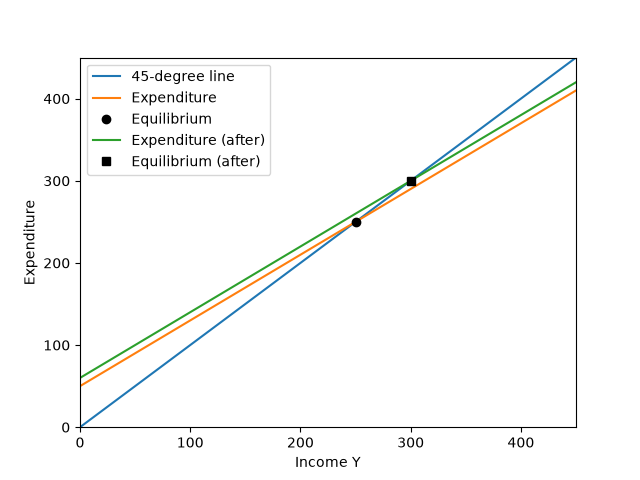 45-degree line
Expenditure
Equilibrium
Expenditure (after)
Equilibrium (after)
Expenditure
400
300
200
100
0
0 100 200 300 400
Income Y